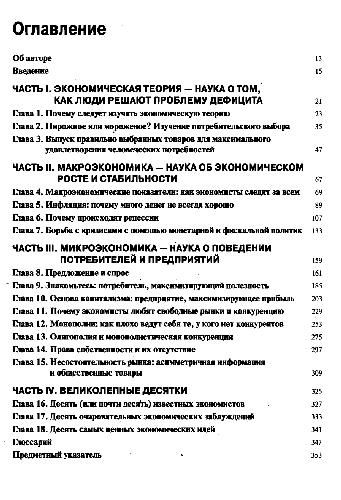 Оглавление
Об авторе 13
Введение 15
ЧАСТЬ I. ЭКОНОМИЧЕСКАЯ ТЕОРИЯ — НАУКА О ТОМ,
КАК ЛЮДИ РЕШАЮТ ПРОБЛЕМУ ДЕФИЦИТА 21
Глава 1. Почему следует изучать экономическую теорию 23
Глава 2. Пирожное или мороженое? Изучение потребительского выбора 35
Глава 3. Выпуск правильно выбранных товаров для максимального
удовлетворения человеческих потребностей 47
ЧАСТЬ II. МАКРОЭКОНОМИКА — НАУКА ОБ ЭКОНОМИЧЕСКОМ
РОСТЕ И СТАБИЛЬНОСТИ 67
Глава 4. Макроэкономические показатели: как экономисты следят за всем 69
Глава 5. Инфляция: почему много денег не всегда хорошо 89
Глава 6. Почему происходят рецессии 107
Глава 7. Борьба с кризисами с помощью монетарной и фискальной политик 133
ЧАСТЬ III. МИКРОЭКОНОМИКА — НАУКА О ПОВЕДЕНИИ
ПОТРЕБИТЕЛЕЙ И ПРЕДПРИЯТИЙ 159
Глава 8. Предложение и спрос 161
Глава 9. Знакомьтесь: потребитель, максимизирующий полезность 185
Глава 10. Основа капитализма: предприятие, максимизирующее прибыль 203
Глава 11. Почему экономисты любят свободные рынки и конкуренцию 229
Глава 12. Монополии: как плохо ведут себя те, у кого нет конкурентов 253
Глава 13. Олигополия и монополистическая конкуренция 275
Глава 14. Права собственности и их отсутствие 297
Глава 15. Несостоятельность рынка: асимметричная информация
и общественные товары 309
ЧАСТЬ IV. ВЕЛИКОЛЕПНЫЕ ДЕСЯТКИ 325
Глава 16. Десять (или почти десять) известных экономистов 327
Глава 17. Десять очаровательных экономических заблуждений 333
Глава 18. Десять самых ценных экономических идей 341
Глоссарий 347
Предметный указатель 353